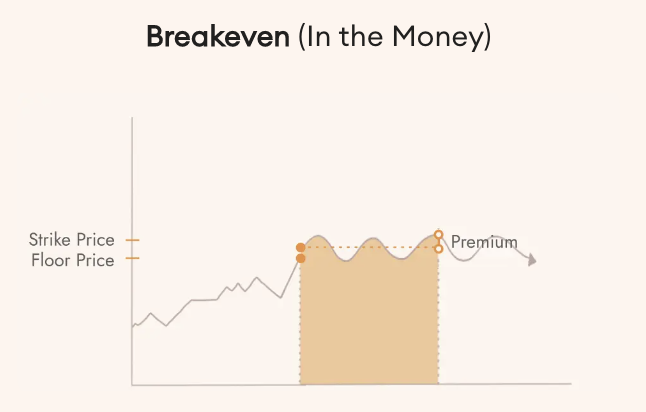 Breakeven (In the Money)
Strike Price
Floor Price
Premium